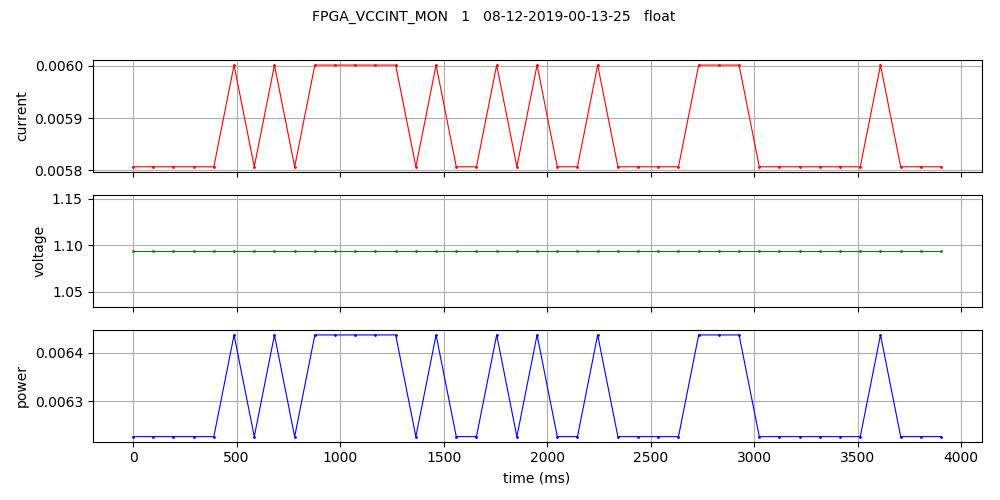 FPGA_VCCINT_MON 1 08-12-2019-00-13-25 float
0.0060
0.0059
0.0058
current
1.15
1.10
1.05
voltage
0.0064
0.0063
power
0 500 1000 1500 2000 2500 3000 3500 4000
time (ms)